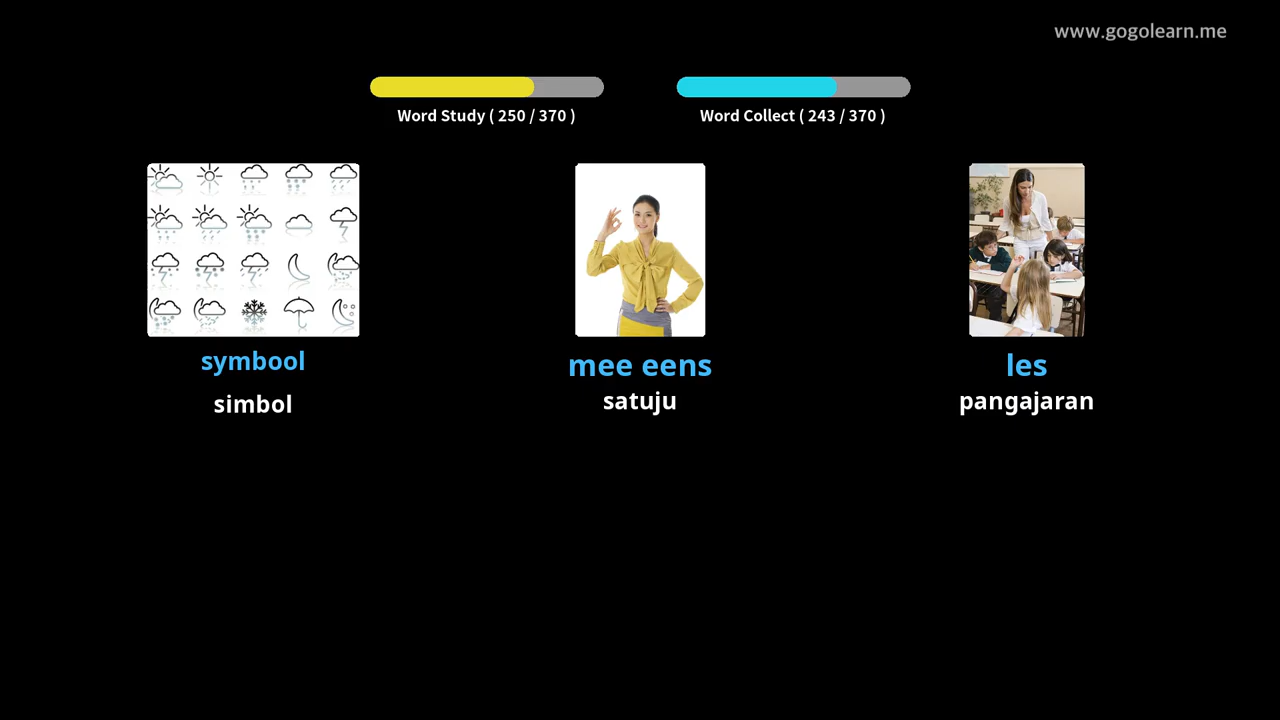 www.gogolearn.me
Word Study ( 250 / 370 )
Word Collect ( 243 / 370 )
symbool
simbol
mee eens
satuju
les
pangajaran